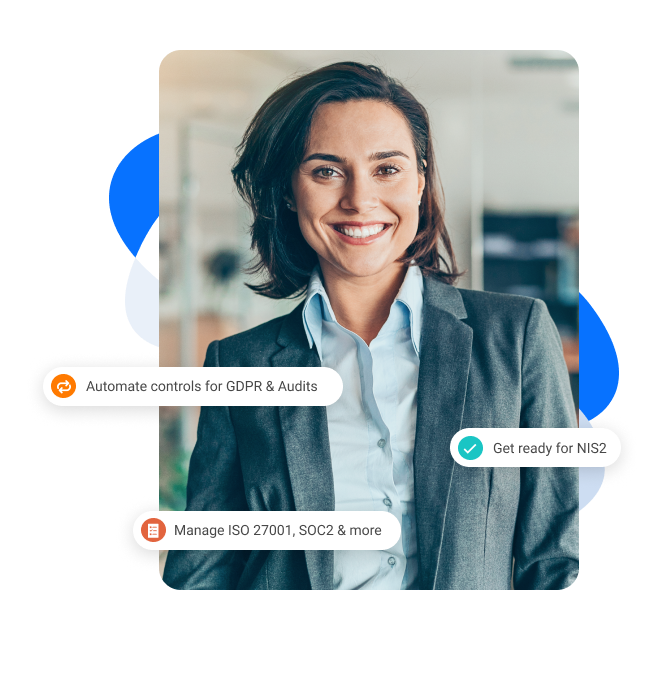 Automate controls for GDPR & Audits
Get ready for NIS2
Manage ISO 27001, SOC2 & more